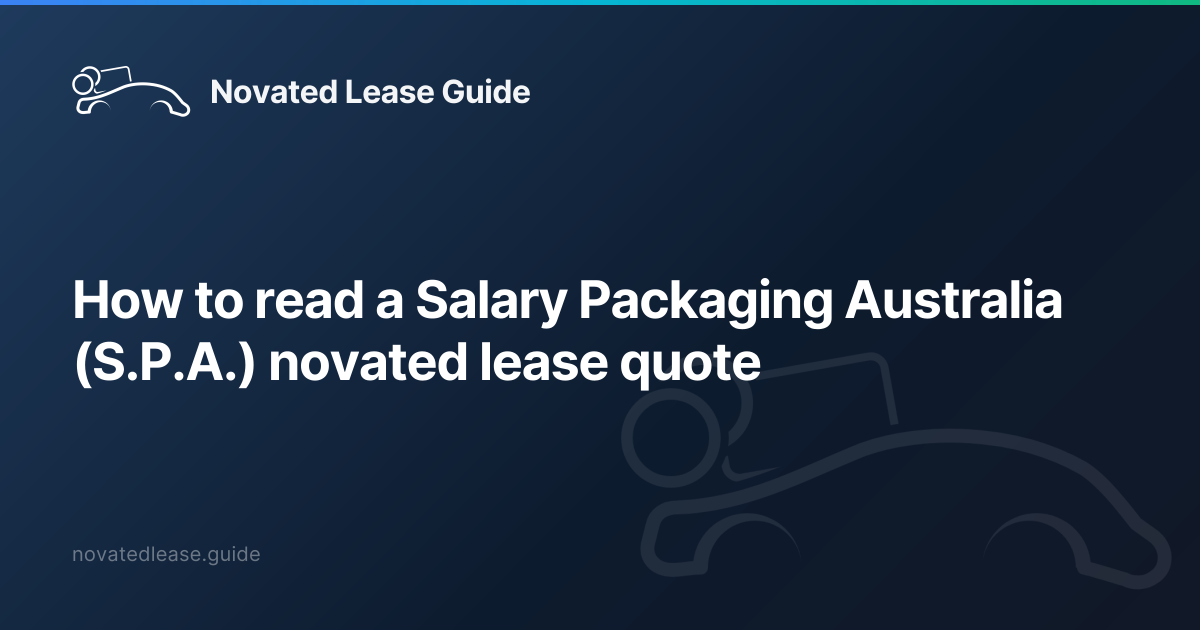 Novated Lease Guide
How to read a Salary Packaging Australia
(S.P.A.) novated lease quote
novatedlease.guide